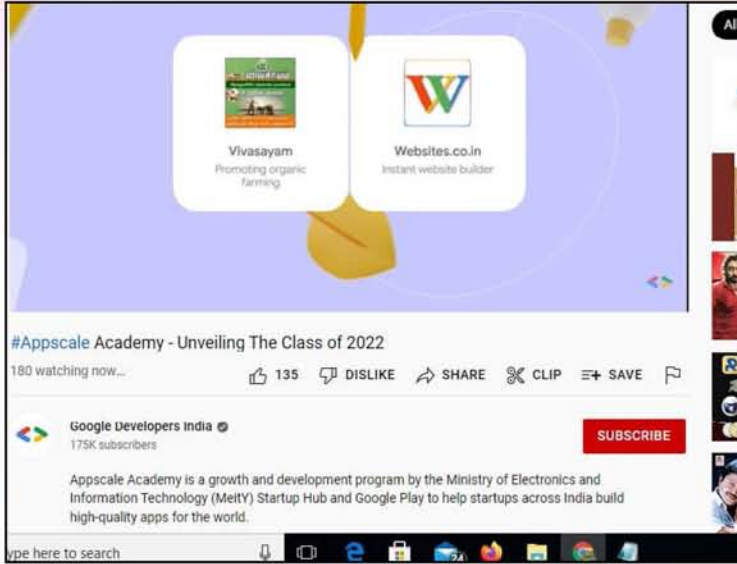 All
Vivasayam
Promoting organic
farming
Websites.co.in
Instant website builder
#Appscale Academy - Unveiling The Class of 2022
180 watching now...
135 DISLIKE SHARE CLIP SAVE
Google Developers India
175K subscribers
SUBSCRIBE
Appscale Academy is a growth and development program by the Ministry of Electronics and
Information Technology (MeitY) Startup Hub and Google Play to help startups across India build
high-quality apps for the world.
ype here to search
24